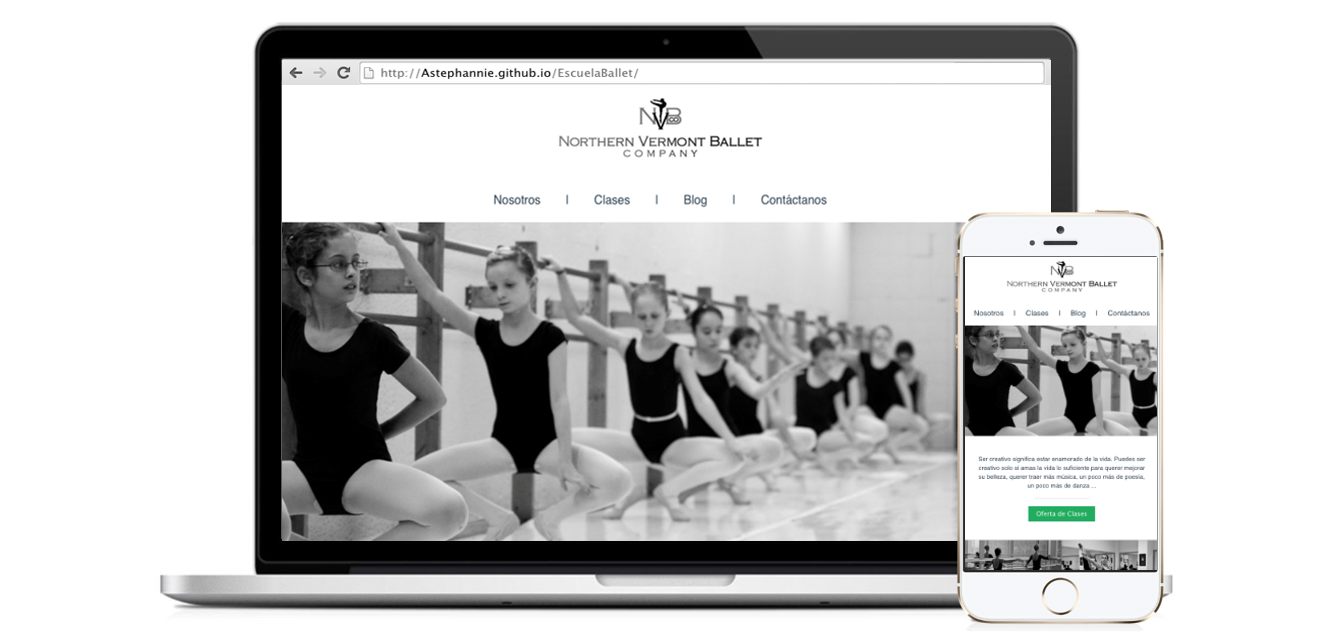 http://Astephannie.github.io/EscuelaBallet/
NVB
CO
NORTHERN VERMONT BALLET
COMPANY
Nosotros | Clases | Blog | Contáctanos
NVB
NORTHERN VERMONT BALLET
COMPANY
Nosotros | Clases | Blog | Contáctanos
Ser creativo significa estar enamorado de la vida. Puedes ser
creativo solo si amas la vida lo suficiente para querer mejorar
su belleza, querer traer más música, un poco más de poesía,
un poco más de danza ...
Oferta de Clases